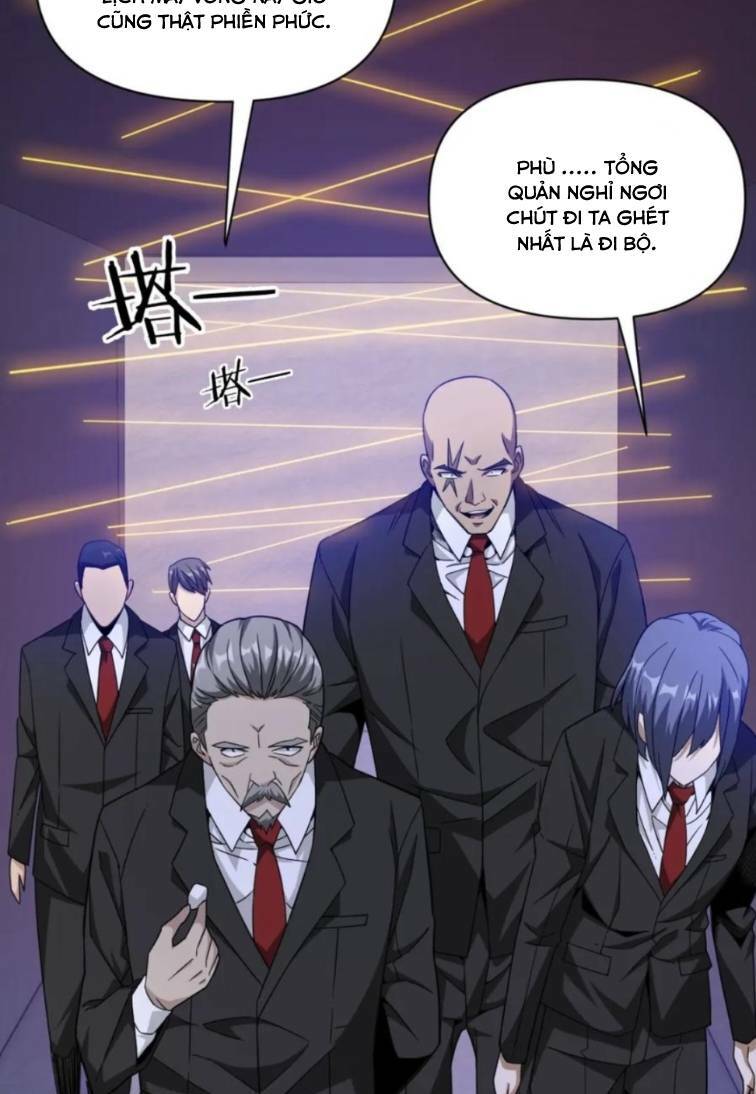 CŨNG THẬT PHIỀN PHỨC.
PHÙ ..... TỔNG
QUẢN NGHỈ NGƠI
CHÚT ĐI TA GHÉT
NHẤT LÀ ĐI BỘ.
塔一
塔一